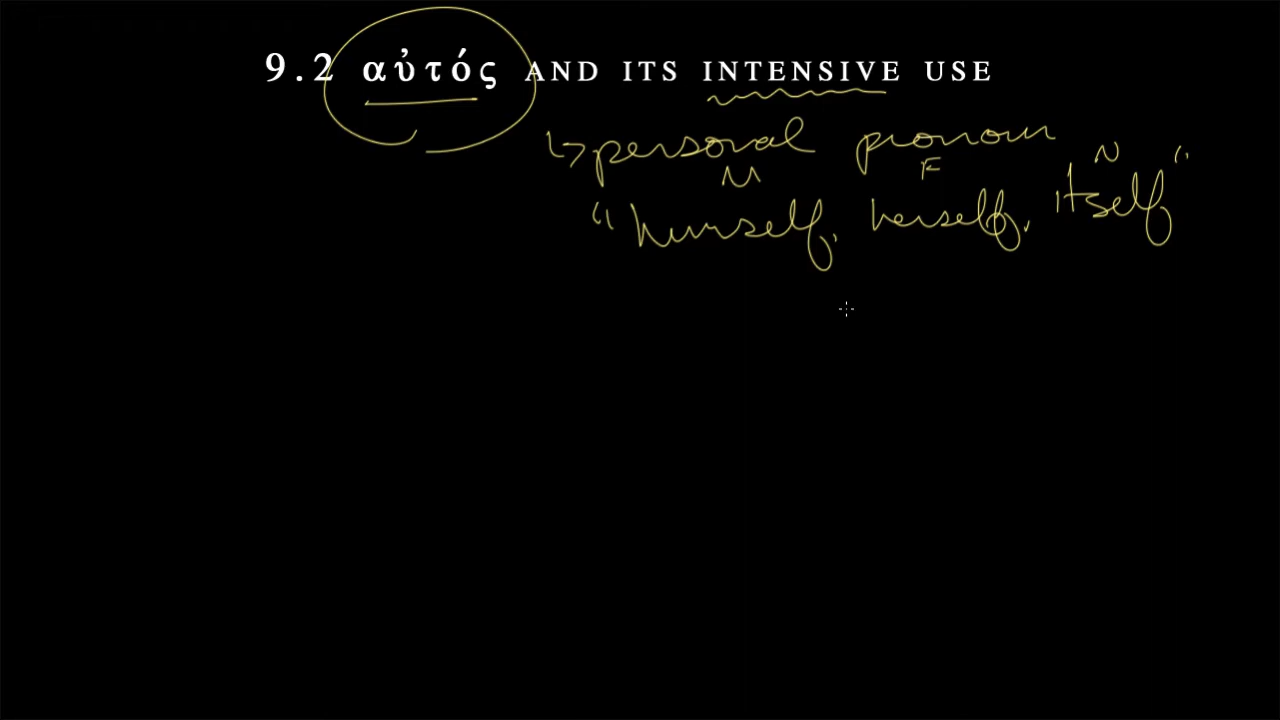 9.2 αὐτός AND ITS INTENSIVE USE
↳ personal pronoun
M F N
"himself, herself, itself"